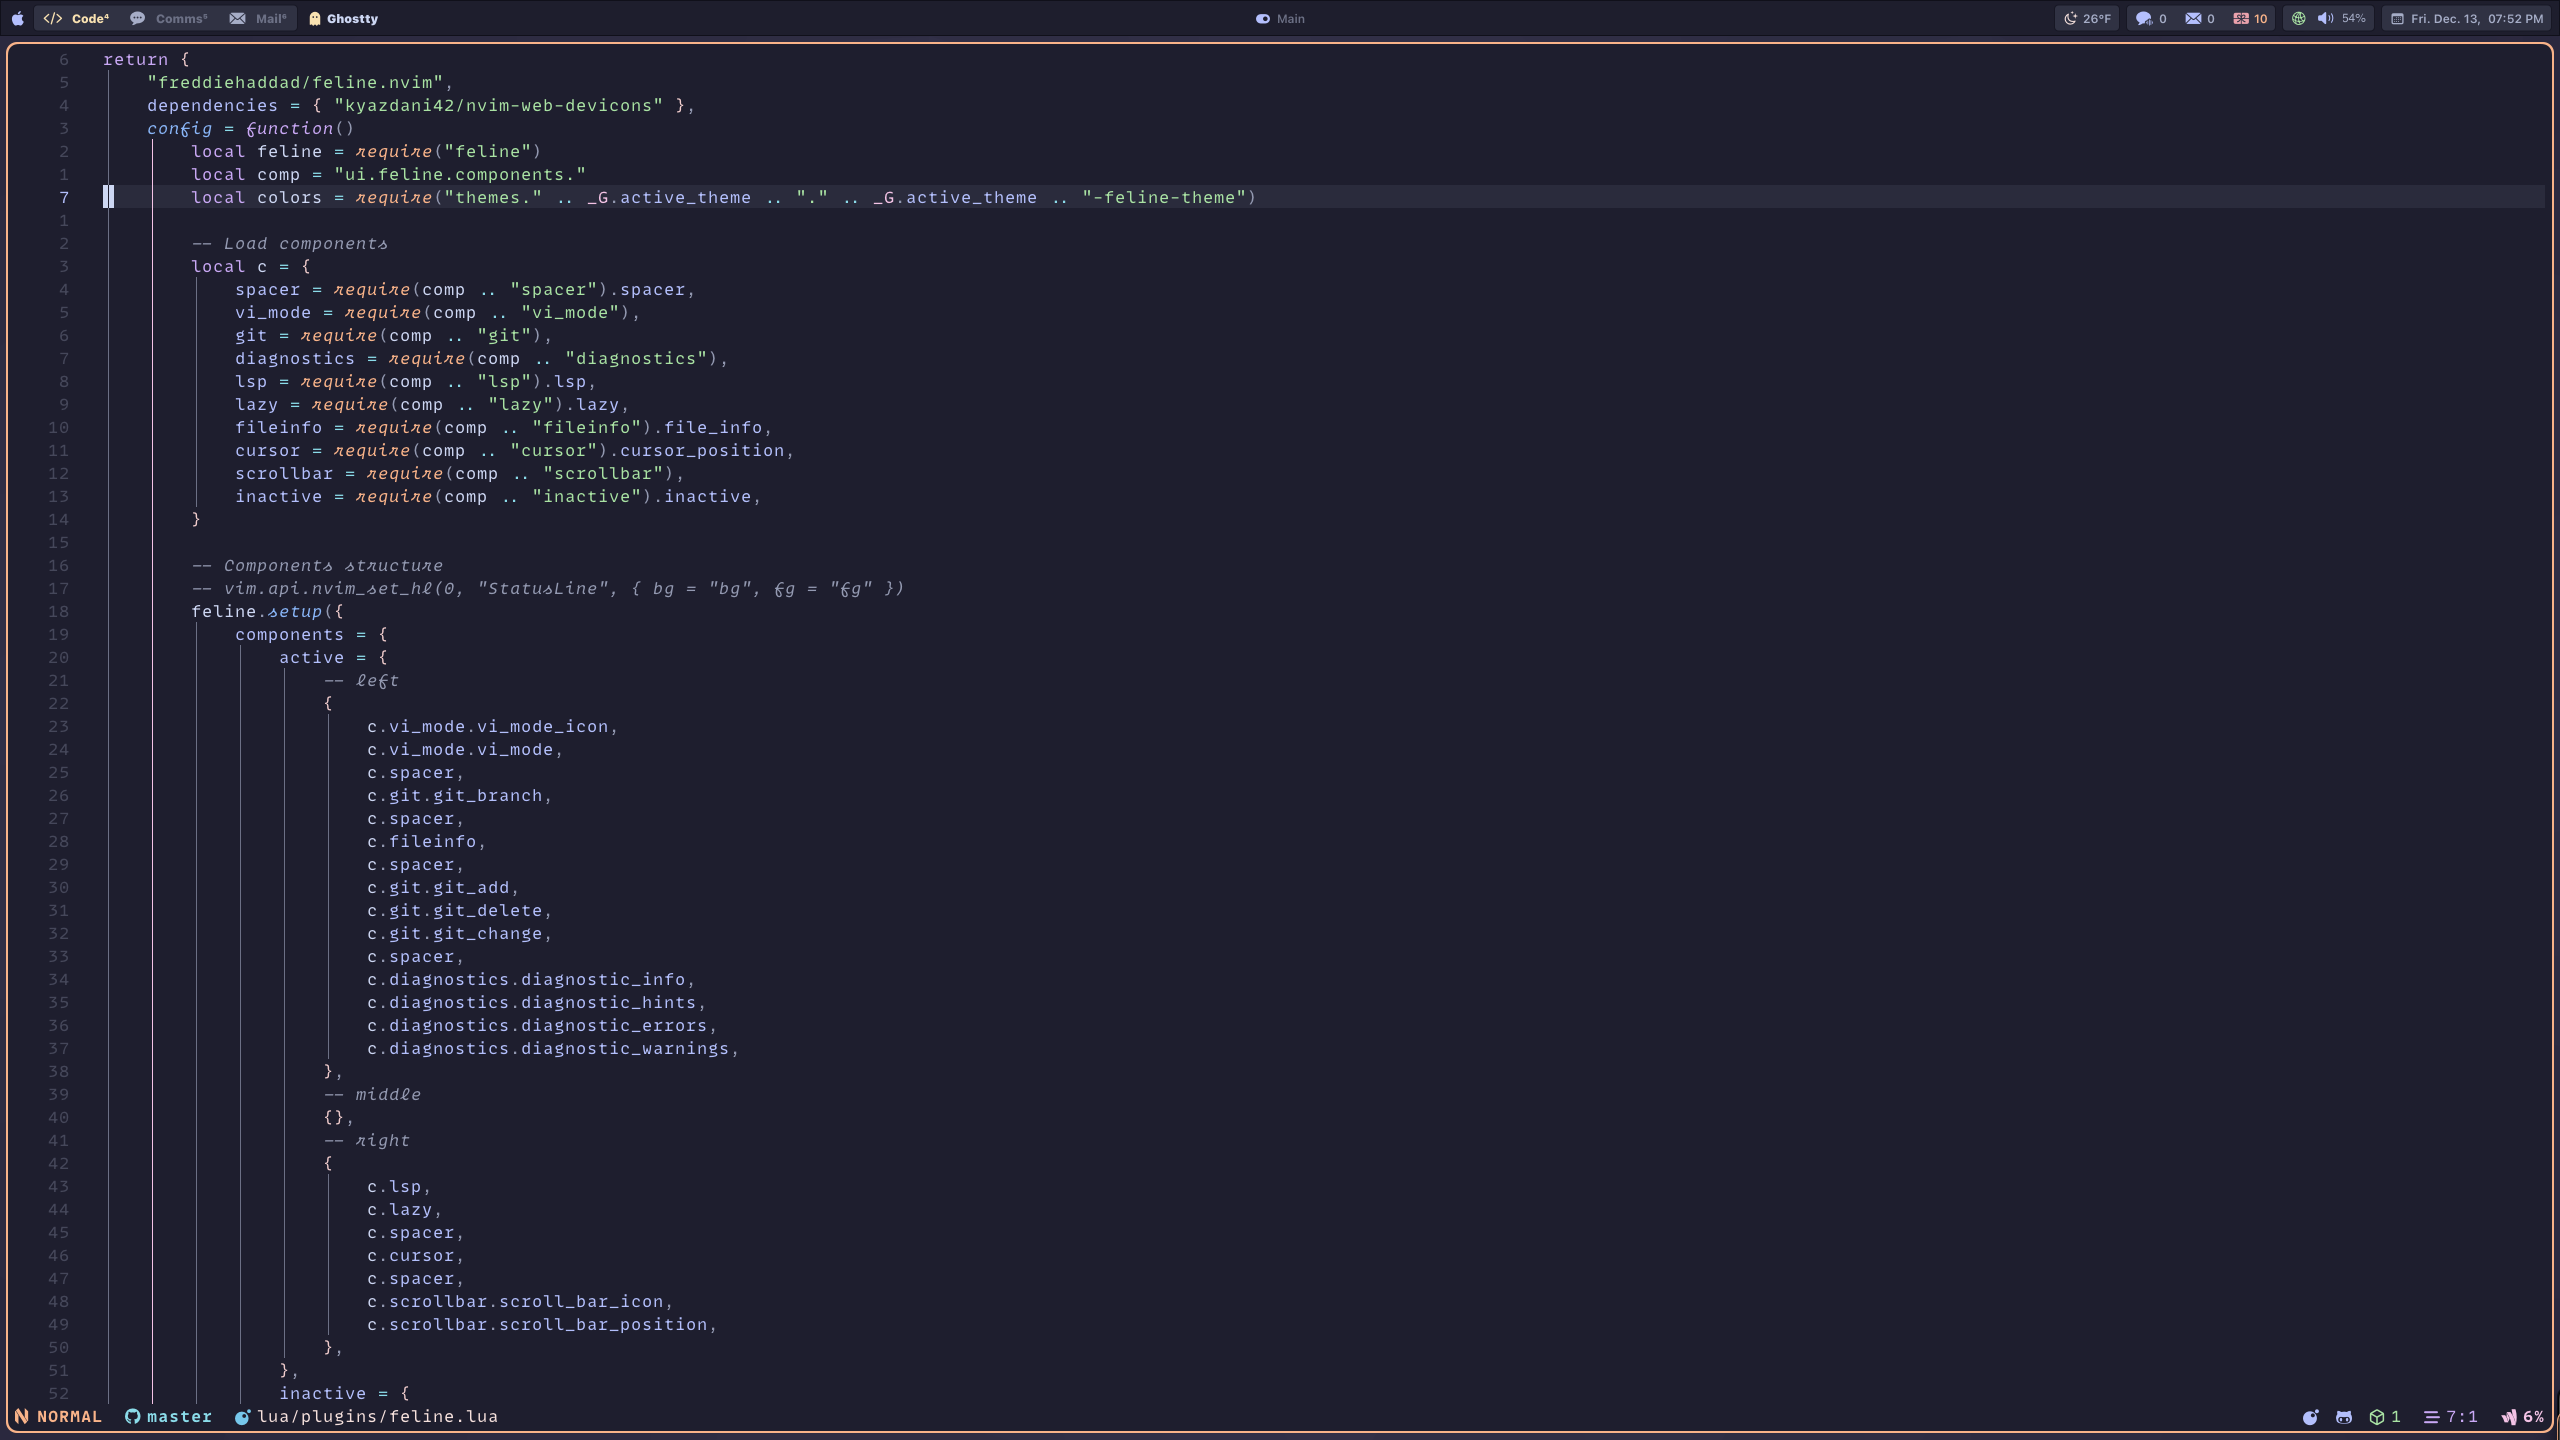 </> Code⁴ Comms⁵ Mail⁶ Ghostty Main 26°F 0 0 10 54% Fri. Dec. 13, 07:52 PM
6 return {
5 "freddiehaddad/feline.nvim",
4 dependencies = { "kyazdani42/nvim-web-devicons" },
3 config = function()
2 local feline = require("feline")
1 local comp = "ui.feline.components."
7 local colors = require("themes." .. _G.active_theme .. "." .. _G.active_theme .. "-feline-theme")
1
2 -- Load components
3 local c = {
4 spacer = require(comp .. "spacer").spacer,
5 vi_mode = require(comp .. "vi_mode"),
6 git = require(comp .. "git"),
7 diagnostics = require(comp .. "diagnostics"),
8 lsp = require(comp .. "lsp").lsp,
9 lazy = require(comp .. "lazy").lazy,
10 fileinfo = require(comp .. "fileinfo").file_info,
11 cursor = require(comp .. "cursor").cursor_position,
12 scrollbar = require(comp .. "scrollbar"),
13 inactive = require(comp .. "inactive").inactive,
14 }
15
16 -- Components structure
17 -- vim.api.nvim_set_hl(0, "StatusLine", { bg = "bg", fg = "fg" })
18 feline.setup({
19 components = {
20 active = {
21 -- left
22 {
23 c.vi_mode.vi_mode_icon,
24 c.vi_mode.vi_mode,
25 c.spacer,
26 c.git.git_branch,
27 c.spacer,
28 c.fileinfo,
29 c.spacer,
30 c.git.git_add,
31 c.git.git_delete,
32 c.git.git_change,
33 c.spacer,
34 c.diagnostics.diagnostic_info,
35 c.diagnostics.diagnostic_hints,
36 c.diagnostics.diagnostic_errors,
37 c.diagnostics.diagnostic_warnings,
38 },
39 -- middle
40 {},
41 -- right
42 {
43 c.lsp,
44 c.lazy,
45 c.spacer,
46 c.cursor,
47 c.spacer,
48 c.scrollbar.scroll_bar_icon,
49 c.scrollbar.scroll_bar_position,
50 },
51 },
52 inactive = {
NORMAL master lua/plugins/feline.lua 1 7:1 6%